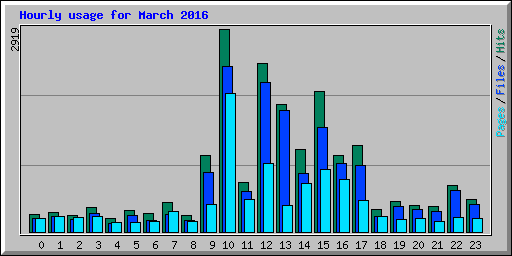 Hourly usage for March 2016
2919
Pages / Files / Hits
0 1 2 3 4 5 6 7 8 9 10 11 12 13 14 15 16 17 18 19 20 21 22 23